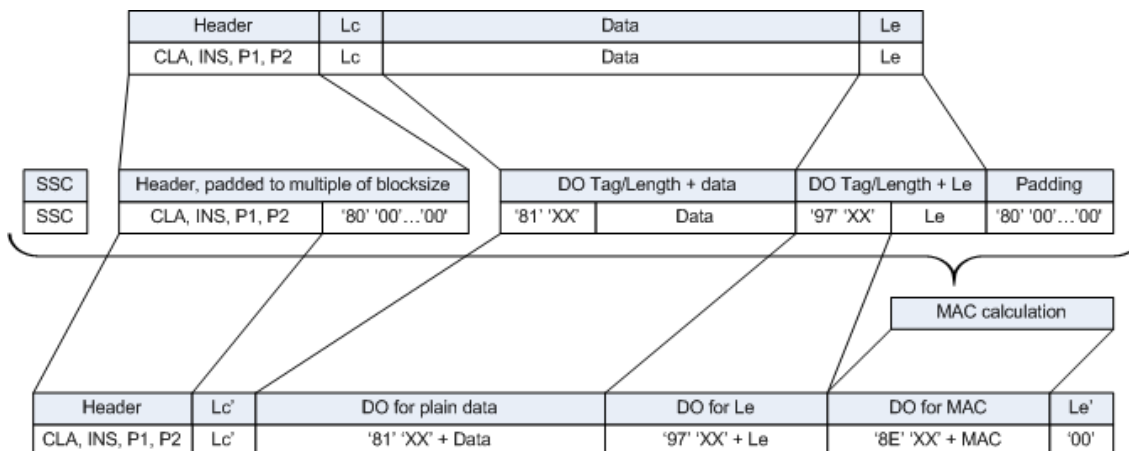 Header Lc Data Le
CLA, INS, P1, P2 Lc Data Le
SSC Header, padded to multiple of blocksize DO Tag/Length + data DO Tag/Length + Le Padding
SSC CLA, INS, P1, P2 '80' '00'…'00' '81' 'XX' Data '97' 'XX' Le '80' '00'…'00'
MAC calculation
Header Lc' DO for plain data DO for Le DO for MAC Le'
CLA, INS, P1, P2 Lc' '81' 'XX' + Data '97' 'XX' + Le '8E' 'XX' + MAC '00'